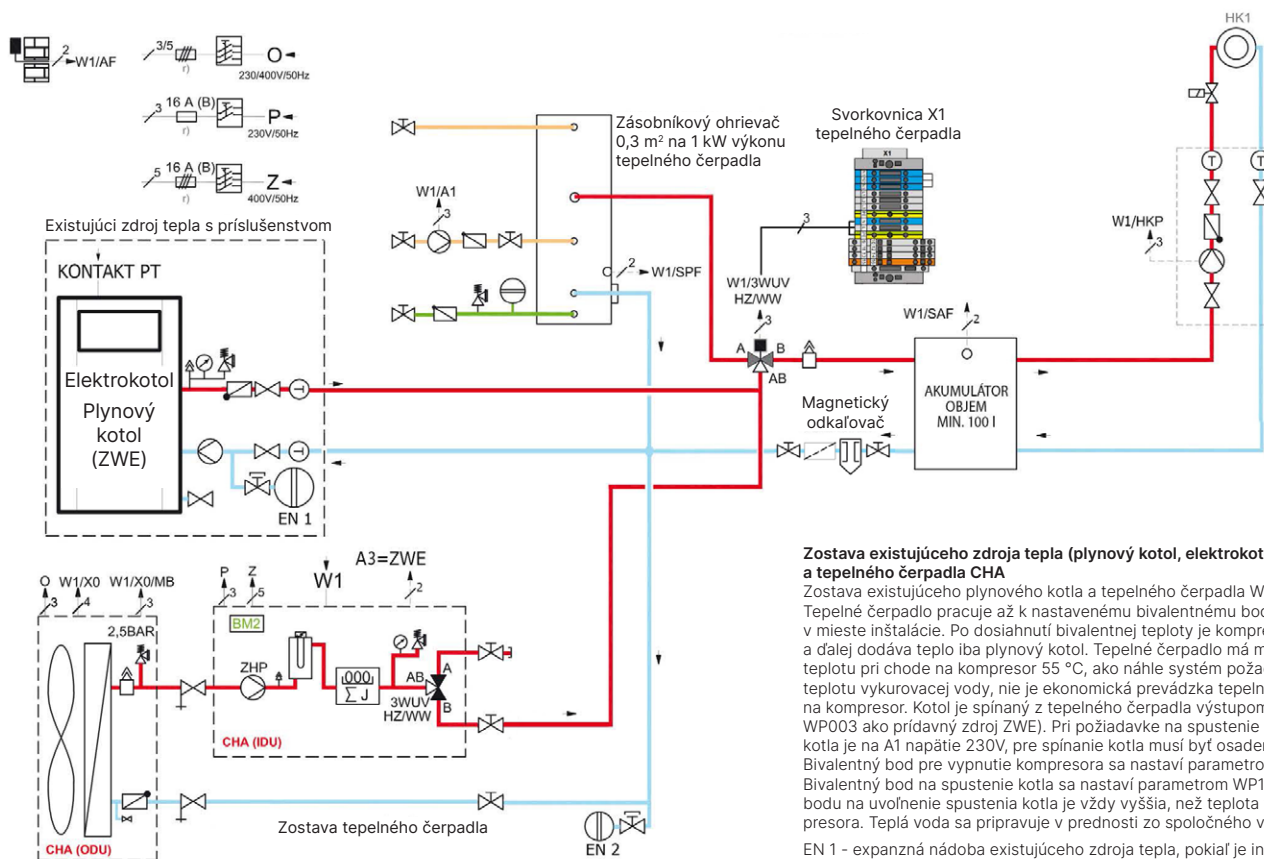 HK1
2
W1/AF
3/5
r)
O
230/400V/50Hz
3
16 A (B)
r)
P
230V/50Hz
5
16 A (B)
r)
Z
400V/50Hz
Zásobníkový ohrievač
0,3 m² na 1 kW výkonu
tepelného čerpadla
Svorkovnica X1
tepelného čerpadla
X1
T
T
W1/A1
3
3
W1/HKP
3
2
W1/SPF
W1/3WUV
HZ/WW
3
W1/SAF
2
A
B
AB
AKUMULÁTOR
OBJEM
MIN. 100 l
Magnetický
odkaľovač
Existujúci zdroj tepla s príslušenstvom
KONTAKT PT
Elektrokotol
Plynový
kotol
(ZWE)
EN 1
O
W1/X0
W1/X0/MB
3
4
3
2,5BAR
P
Z
3
5
W1
A3=ZWE
2
BM2
ZHP
000
∑ J
AB
A
B
3WUV
HZ/WW
CHA (IDU)
CHA (ODU)
Zostava tepelného čerpadla
EN 2
Zostava existujúceho zdroja tepla (plynový kotol, elektrokot
a tepelného čerpadla CHA
Zostava existujúceho plynového kotla a tepelného čerpadla W
Tepelné čerpadlo pracuje až k nastavenému bivalentnému bod
v mieste inštalácie. Po dosiahnutí bivalentnej teploty je kompre
a ďalej dodáva teplo iba plynový kotol. Tepelné čerpadlo má m
teplotu pri chode na kompresor 55 °C, ako náhle systém požad
teplotu vykurovacej vody, nie je ekonomická prevádzka tepeln
na kompresor. Kotol je spínaný z tepelného čerpadla výstupom
WP003 ako prídavný zdroj ZWE). Pri požiadavke na spustenie
kotla je na A1 napätie 230V, pre spínanie kotla musí byť osaden
Bivalentný bod pre vypnutie kompresora sa nastaví parametro
Bivalentný bod na spustenie kotla sa nastaví parametrom WP1
bodu na uvoľnenie spustenia kotla je vždy vyššia, než teplota
presora. Teplá voda sa pripravuje v prednosti zo spoločného v
EN 1 - expanzná nádoba existujúceho zdroja tepla, pokiaľ je in